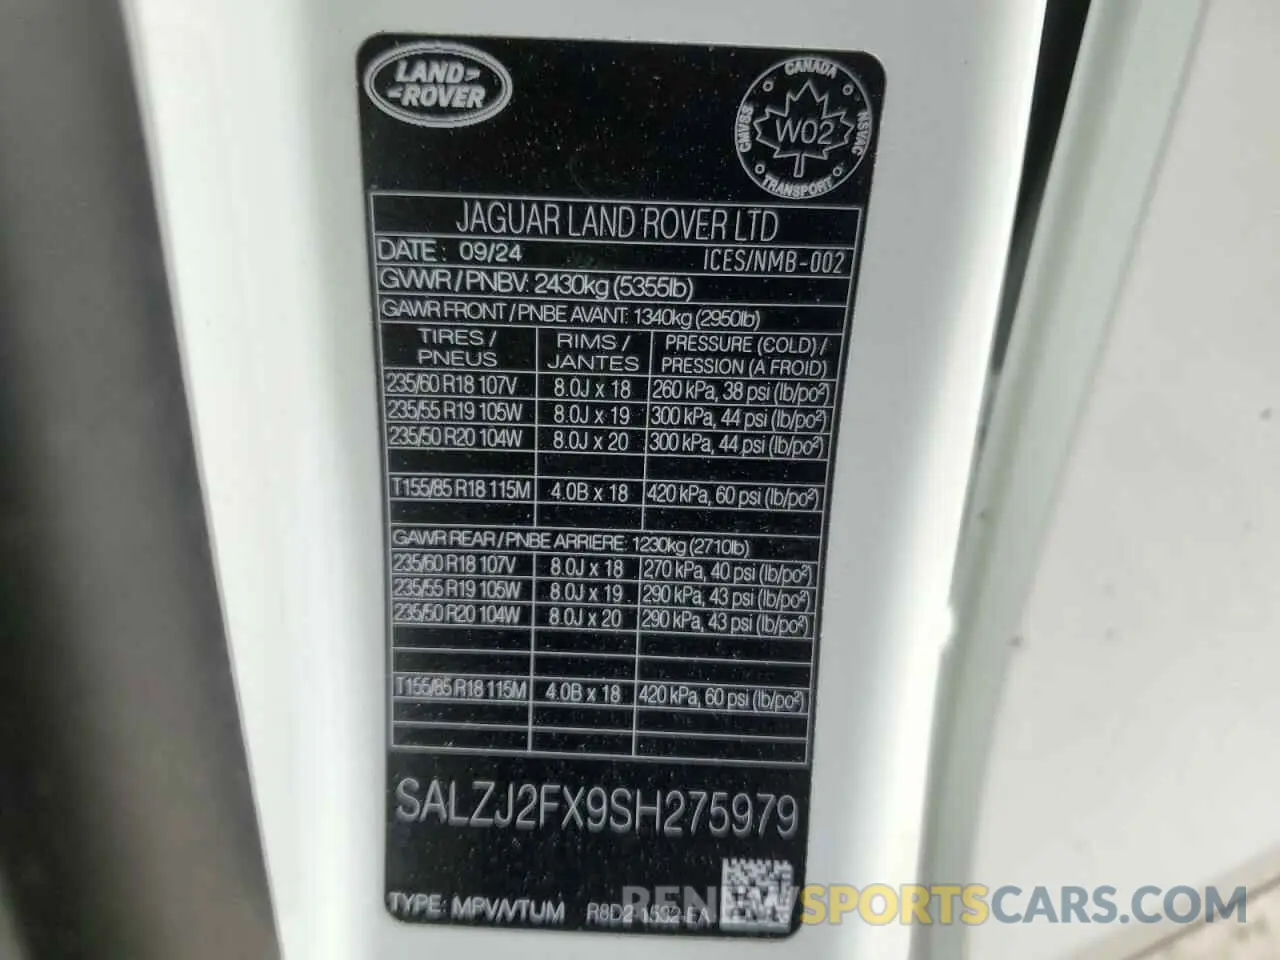 LAND-
-ROVER
CANADA
CMVSS
NSVAC
W02
TRANSPORT
JAGUAR LAND ROVER LTD
DATE: 09/24 ICES/NMB-002
GVWR/PNBV: 2430kg (5355lb)
GAWR FRONT/PNBE AVANT: 1340kg (2950lb)
TIRES / PNEUS RIMS / JANTES PRESSURE (COLD) / PRESSION (A FROID)
235/60 R18 107V 8.0J x 18 260 kPa, 38 psi (lb/po²)
235/55 R19 105W 8.0J x 19 300 kPa, 44 psi (lb/po²)
235/50 R20 104W 8.0J x 20 300 kPa, 44 psi (lb/po²)
T155/85 R18 115M 4.0B x 18 420 kPa, 60 psi (lb/po²)
GAWR REAR/PNBE ARRIERE: 1230kg (2710lb)
235/60 R18 107V 8.0J x 18 270 kPa, 40 psi (lb/po²)
235/55 R19 105W 8.0J x 19 290 kPa, 43 psi (lb/po²)
235/50 R20 104W 8.0J x 20 290 kPa, 43 psi (lb/po²)
T155/85 R18 115M 4.0B x 18 420 kPa, 60 psi (lb/po²)
SALZJ2FX9SH275979
TYPE: MPV/VTUM R8D2-1532-EA
RENEWSPORTSCARS.COM